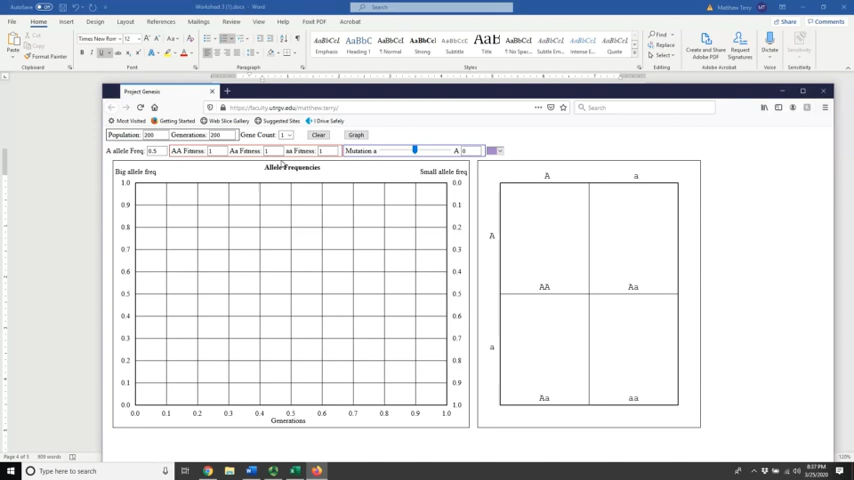 AutoSave Off Worksheet 3 (1).docx - Word Search Matthew Terry MT
File Home Insert Design Layout References Mailings Review View Help Foxit PDF Acrobat Share Comments
Times New Rom 12 AaBbCcI AaBbC AaBbCcl AaBbCcI AaBb AaBbCcI AaBbCcI AaBbCcI Find
Paste Cut Copy Format Painter Replace Select
Emphasis Heading 1 Strong Subtitle Title ¶ No Spac... Subtle Em... Intense E... Create and Share Adobe PDF Request Signatures Dictate Sensitivity
Clipboard Font Paragraph Styles Editing Adobe Acrobat Voice Sensitivity
Project Genesis
https://faculty.utrgv.edu/matthew.terry/ Search
Most Visited Getting Started Web Slice Gallery Suggested Sites I Drive Safely
Population: 200 Generations: 200 Gene Count: 1 Clear Graph
A allele Freq: 0.5 AA Fitness: 1 Aa Fitness: 1 aa Fitness: 1 Mutation a A 0
Allele Frequencies
Big allele freq Small allele freq A a
1.0 0.0
0.9 0.1
0.8 0.2
0.7 0.3
A
0.6 0.4
0.5 0.5 AA Aa
0.4 0.6
0.3 0.7
a
0.2 0.8
0.1 0.9
0.0 1.0 Aa aa
0.0 0.1 0.2 0.3 0.4 0.5 0.6 0.7 0.8 0.9 1.0
Generations
Page 4 of 5 809 words 120%
Type here to search 8:37 PM
3/25/2020